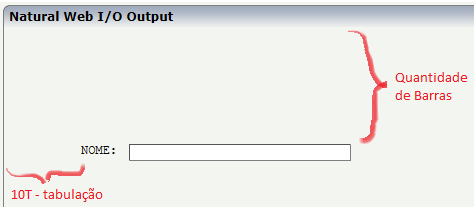 Natural Web I/O Output
Quantidade
de Barras
NOME:
10T - tabulação